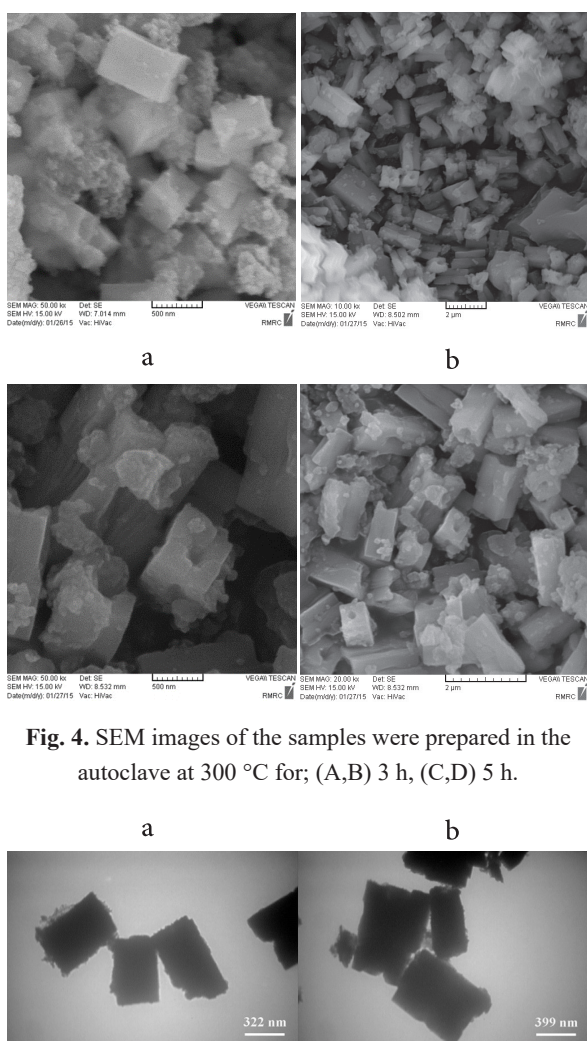 SEM MAG: 50.00 kx Det: SE 500 nm VEGA\\ TESCAN
SEM HV: 15.00 kV WD: 7.014 mm
Date(m/d/y): 01/26/15 Vac: HiVac RMRC
SEM MAG: 10.00 kx Det: SE 2 µm VEGA\\ TESCAN
SEM HV: 15.00 kV WD: 8.502 mm
Date(m/d/y): 01/27/15 Vac: HiVac RMRC
a
b
SEM MAG: 50.00 kx Det: SE 500 nm VEGA\\ TESCAN
SEM HV: 15.00 kV WD: 8.532 mm
Date(m/d/y): 01/27/15 Vac: HiVac RMRC
SEM MAG: 20.00 kx Det: SE 2 µm VEGA\\ TESCAN
SEM HV: 15.00 kV WD: 8.532 mm
Date(m/d/y): 01/27/15 Vac: HiVac RMRC
Fig. 4. SEM images of the samples were prepared in the
autoclave at 300 °C for; (A,B) 3 h, (C,D) 5 h.
a
b
322 nm
399 nm